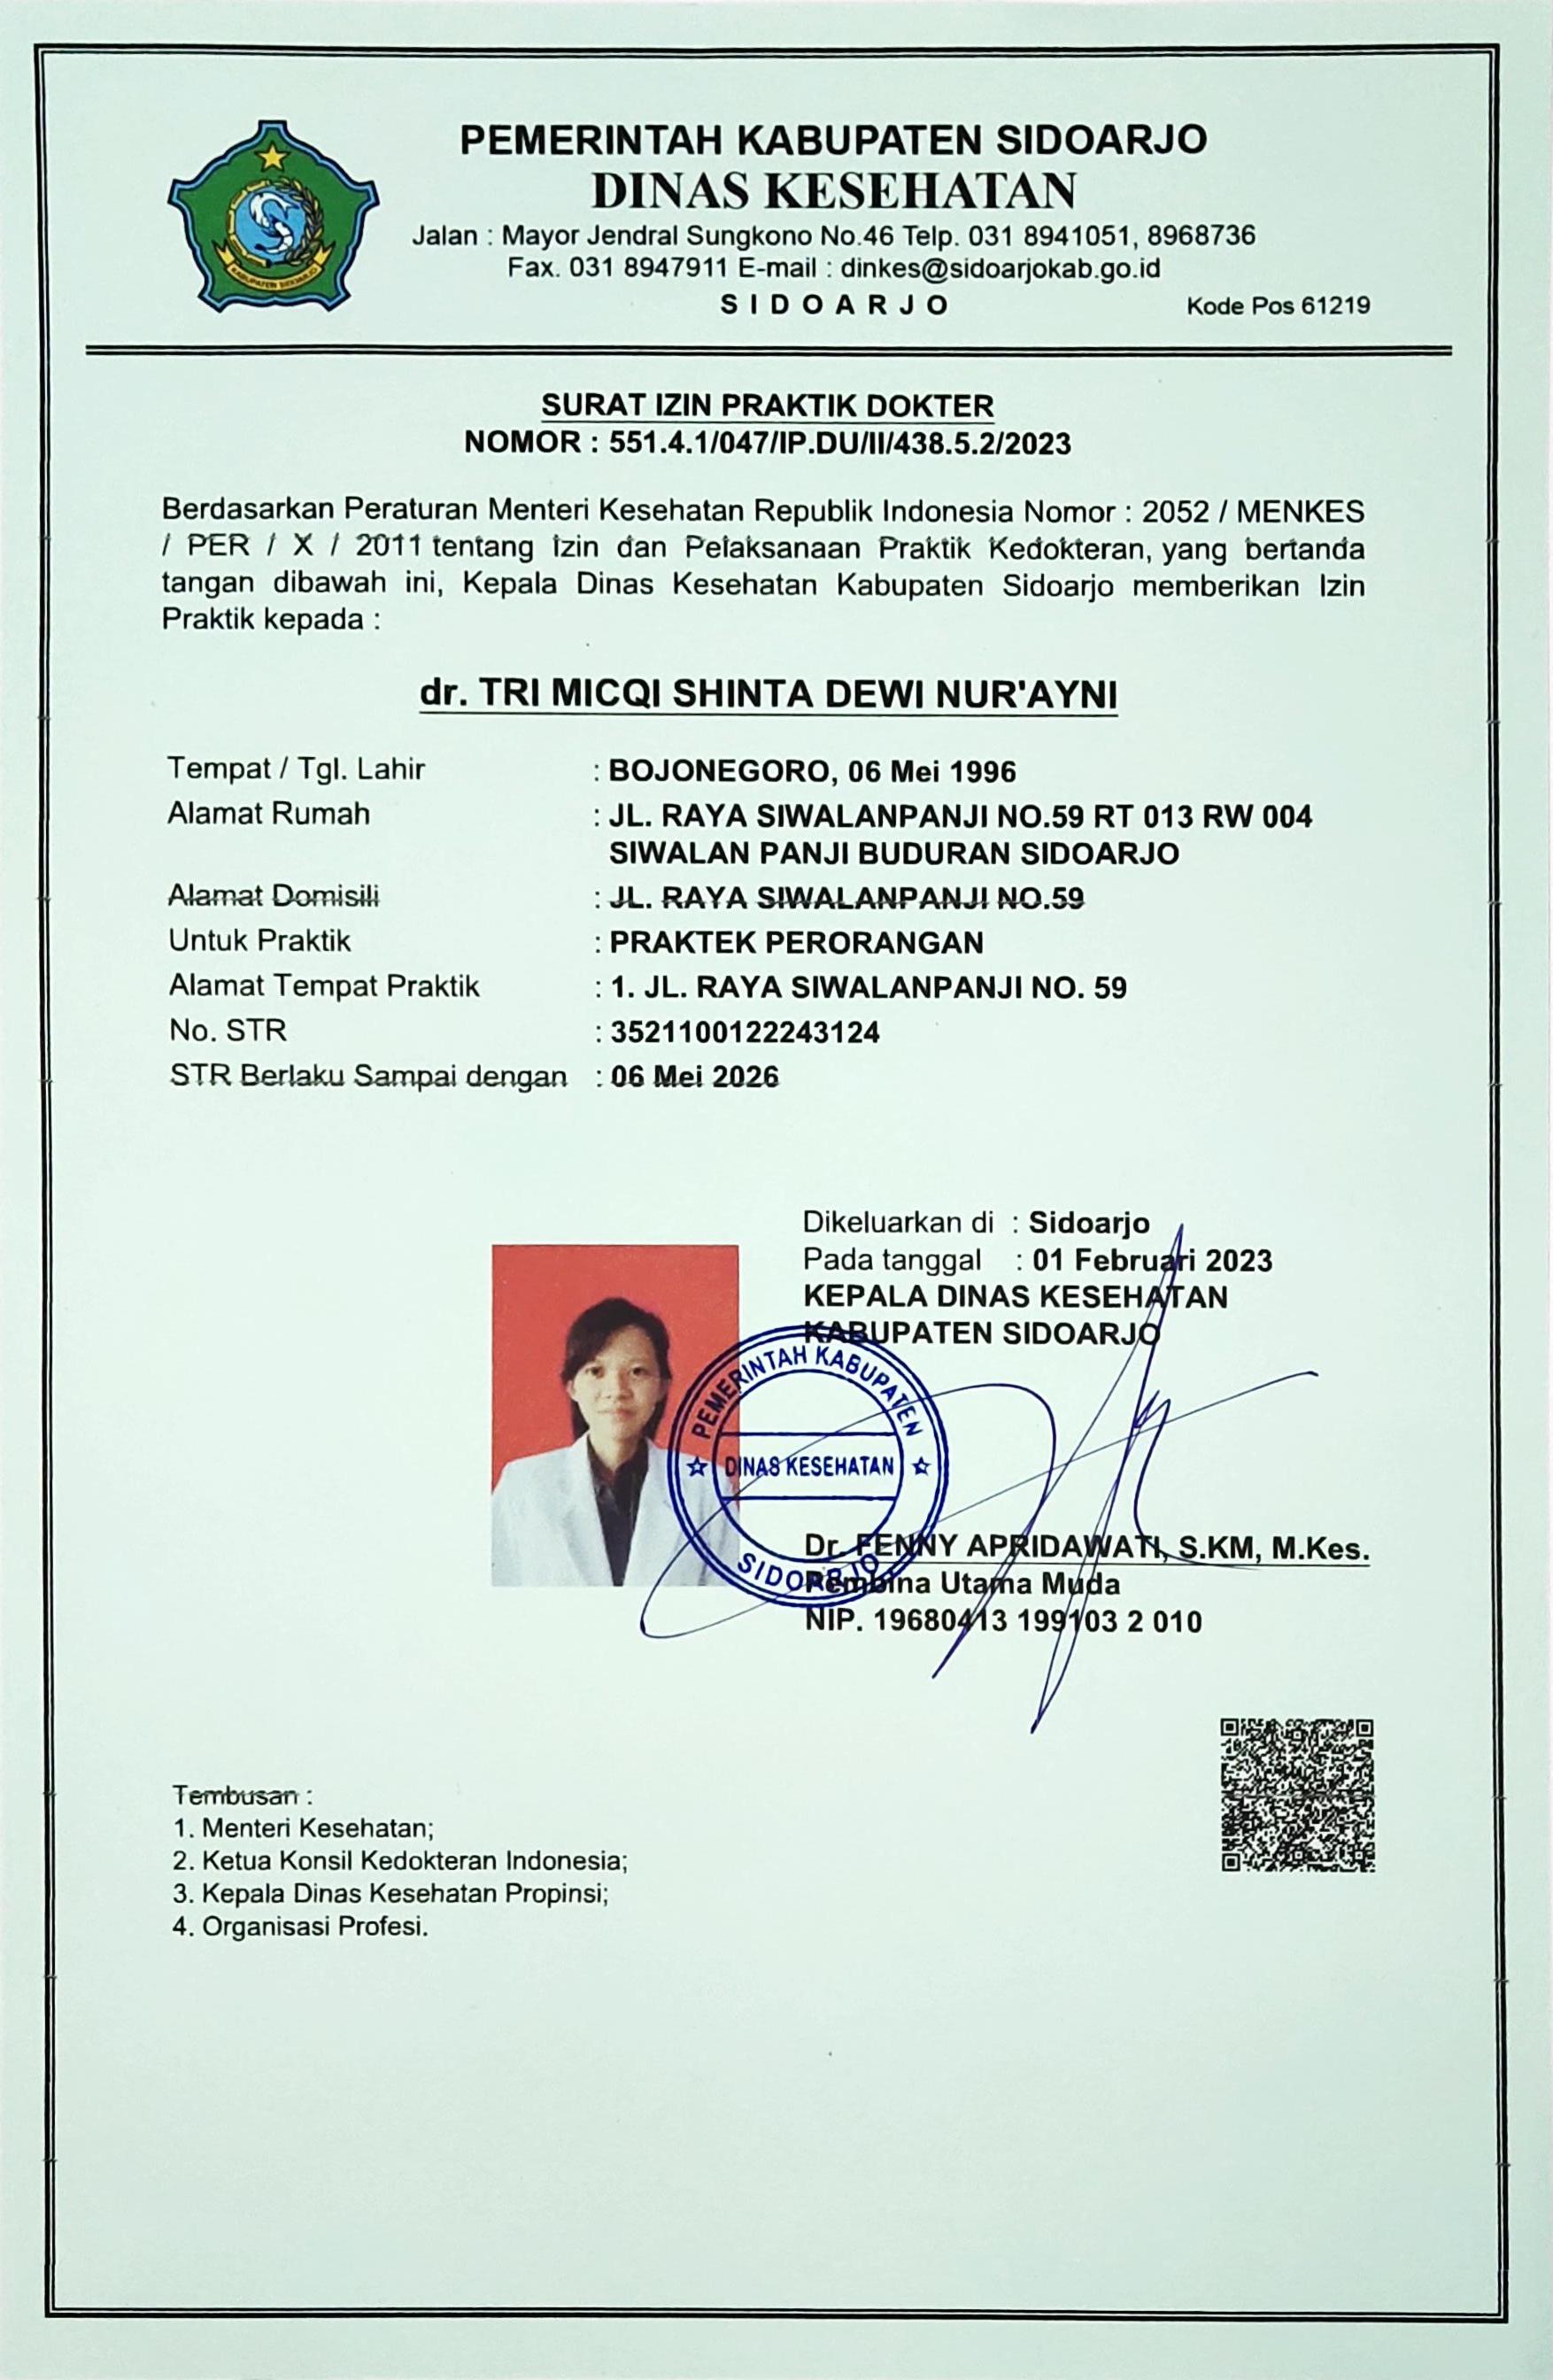 PEMERINTAH KABUPATEN SIDOARJO
DINAS KESEHATAN
Jalan : Mayor Jendral Sungkono No.46 Telp. 031 8941051, 8968736
Fax. 031 8947911 E-mail : dinkes@sidoarjokab.go.id
S I D O A R J O
Kode Pos 61219
KABUPATEN SIDOARJO
SURAT IZIN PRAKTIK DOKTER
NOMOR : 551.4.1/047/IP.DU/II/438.5.2/2023
Berdasarkan Peraturan Menteri Kesehatan Republik Indonesia Nomor : 2052 / MENKES
/ PER / X / 2011 tentang Izin dan Pelaksanaan Praktik Kedokteran, yang bertanda
tangan dibawah ini, Kepala Dinas Kesehatan Kabupaten Sidoarjo memberikan Izin
Praktik kepada :
dr. TRI MICQI SHINTA DEWI NUR'AYNI
Tempat / Tgl. Lahir : BOJONEGORO, 06 Mei 1996
Alamat Rumah : JL. RAYA SIWALANPANJI NO.59 RT 013 RW 004
SIWALAN PANJI BUDURAN SIDOARJO
Alamat Domisili : JL. RAYA SIWALANPANJI NO.59
Untuk Praktik : PRAKTEK PERORANGAN
Alamat Tempat Praktik : 1. JL. RAYA SIWALANPANJI NO. 59
No. STR : 3521100122243124
STR Berlaku Sampai dengan : 06 Mei 2026
Dikeluarkan di : Sidoarjo
Pada tanggal : 01 Februari 2023
KEPALA DINAS KESEHATAN
KABUPATEN SIDOARJO
PEMERINTAH KABUPATEN
DINAS KESEHATAN
SIDOARJO
Dr. FENNY APRIDAWATI, S.KM, M.Kes.
Pembina Utama Muda
NIP. 19680413 199103 2 010
Tembusan :
1. Menteri Kesehatan;
2. Ketua Konsil Kedokteran Indonesia;
3. Kepala Dinas Kesehatan Propinsi;
4. Organisasi Profesi.